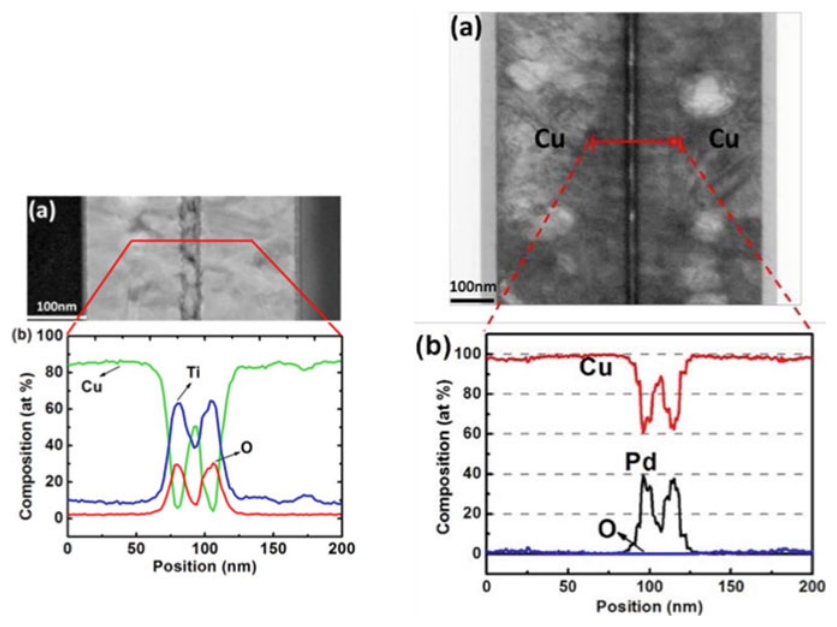 (a)
100nm
(b)
Composition (at %)
100
80
60
40
20
0
Cu
Ti
O
0 50 100 150 200
Position (nm)
(a)
Cu Cu
100nm
(b)
Composition (at %)
100
80
60
40
20
0
Cu
Pd
O
0 50 100 150 200
Position (nm)